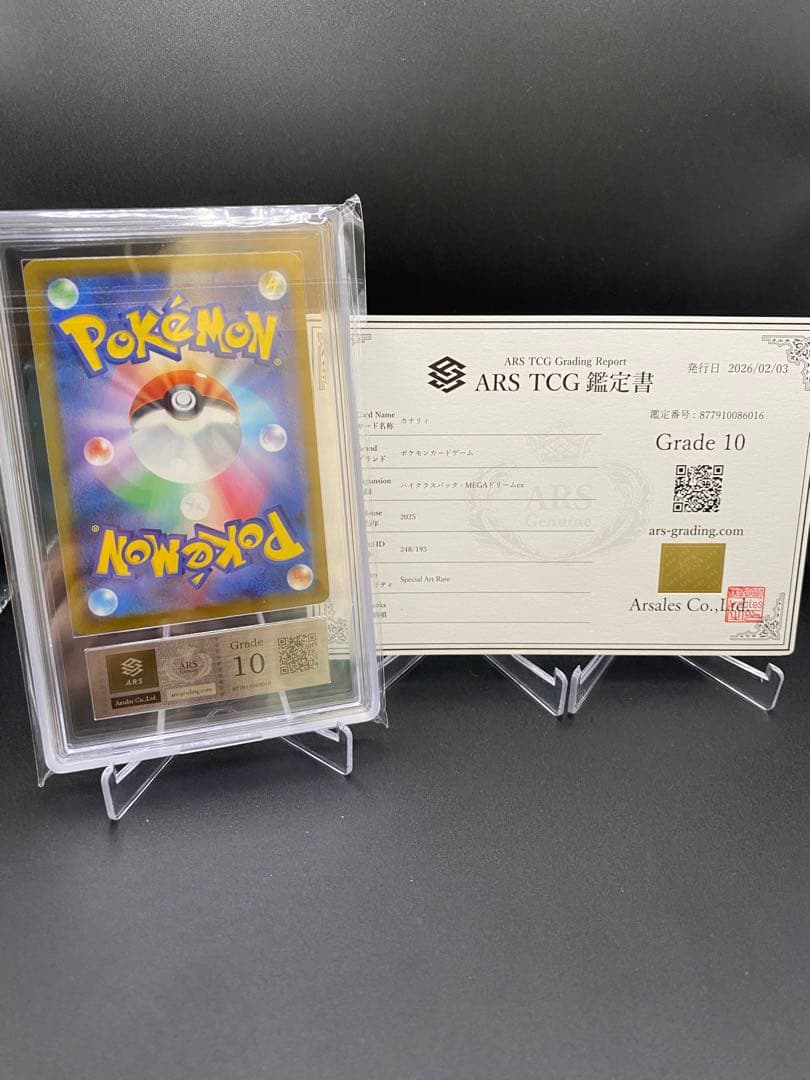 POKéMON
POKéMON
ARS
Arsales Co.,Ltd.
ARS
Genuine
ars-grading.com
Grade
10
877910086016
ARS TCG Grading Report
ARS TCG 鑑定書
発行日 2026/02/03
鑑定番号 : 877910086016
Grade 10
ars-grading.com
Arsales Co.,Ltd.
Card Name カナリィ
カード名称
ポケモンカードゲーム
ハイクラスパック・MEGAドリームex
2025
248/193
Special Art Rare
ARS
Genuine